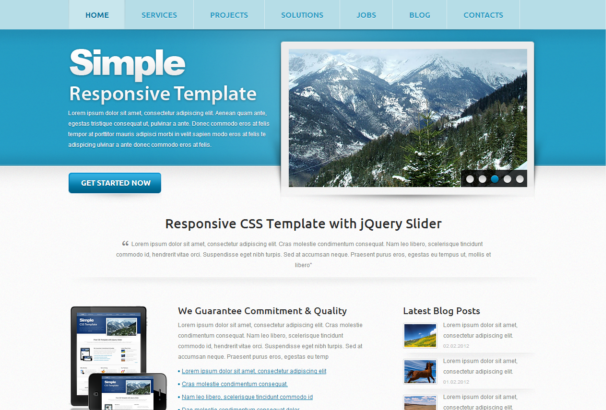 HOME SERVICES PROJECTS SOLUTIONS JOBS BLOG CONTACTS
Simple
Responsive Template
Lorem ipsum dolor sit amet, consectetur adipiscing elit. Aenean quam ante,
egestas tristique consequat ut, pulvinar a ante. Donec commodo eros at felis
tempor at porttitor mauris adipisci morbi in velit sapien modo eros at felis te
adispicing ulvinar a ante donec commodo eros at felis.
GET STARTED NOW
Responsive CSS Template with jQuery Slider
“ Lorem ipsum dolor sit amet, consectetur adipiscing elit. Cras molestie condimentum consequat. Nam leo libero, scelerisque tincidunt
commodo id, hendrerit vitae orci. Suspendisse eget nibh turpis. Sed at accumsan neque. Praesent purus eros, egestas eu tempus ut, mollis et
libero"
Simple
We Guarantee Commitment & Quality
Lorem ipsum dolor sit amet, consectetur adipiscing elit. Cras molestie
condimentum consequat. Nam leo libero, scelerisque tincidunt
commodo id, hendrerit vitae orci. Suspendisse eget nibh turpis. Sed at
accumsan neque. Praesent purus eros, egestas eu temp
Lorem ipsum dolor sit amet, consectetur adipiscing elit
Cras molestie condimentum consequat.
Nam leo libero, scelerisque tincidunt commodo id
Latest Blog Posts
Lorem ipsum dolor sit amet,
consectetur adipiscing elit.
02.02.2012
Lorem ipsum dolor sit amet,
consectetur adipiscing elit.
01.02.2012
Lorem ipsum dolor sit amet,
consectetur adipiscing elit.